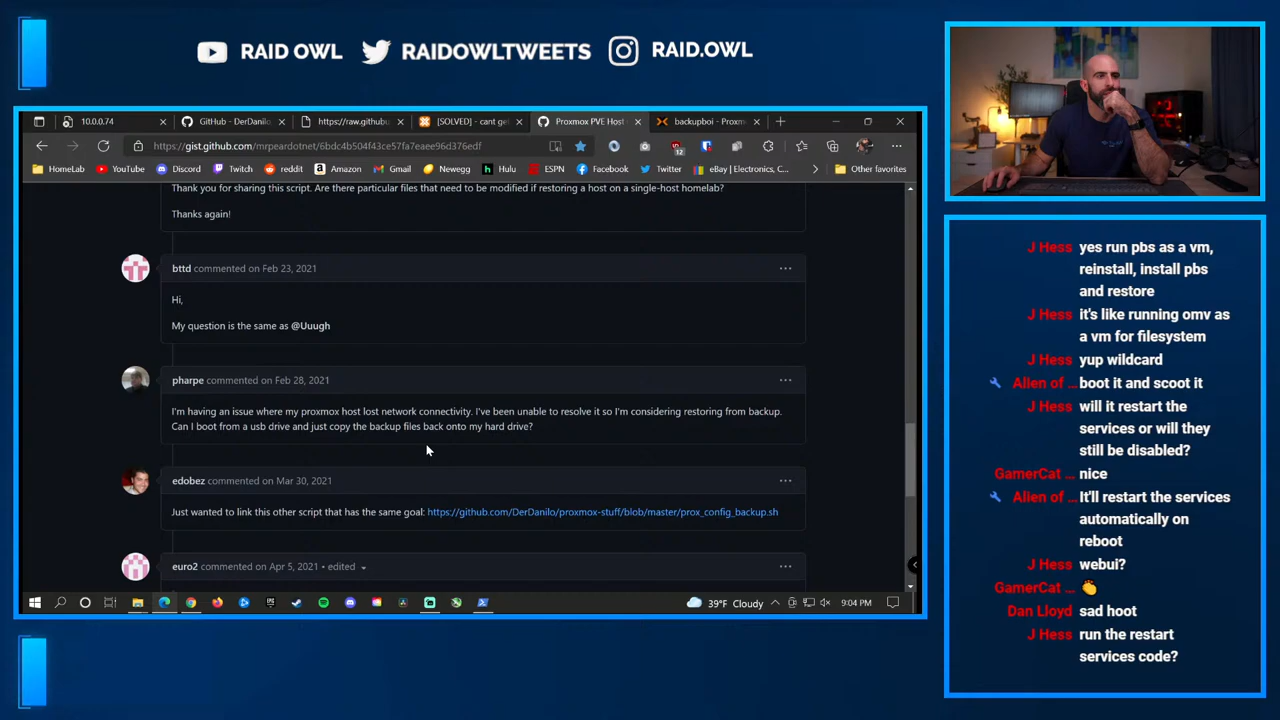 RAID OWL
RAIDOWLTWEETS
RAID.OWL
10.0.0.74
GitHub - DerDanilo
https://raw.githubu
[SOLVED] - cant get
Proxmox PVE Host
backupboi - Proxm
https://gist.github.com/mrpeardotnet/6bdc4b504f43ce57fa7eaee96d376edf
12
HomeLab
YouTube
Discord
Twitch
reddit
Amazon
Gmail
Newegg
Hulu
ESPN
Facebook
Twitter
eBay | Electronics, C...
Other favorites
Thank you for sharing this script. Are there particular files that need to be modified if restoring a host on a single-host homelab?
Thanks again!
bttd commented on Feb 23, 2021
Hi,
My question is the same as @Uuugh
pharpe commented on Feb 28, 2021
I'm having an issue where my proxmox host lost network connectivity. I've been unable to resolve it so I'm considering restoring from backup.
Can I boot from a usb drive and just copy the backup files back onto my hard drive?
edobez commented on Mar 30, 2021
Just wanted to link this other script that has the same goal: https://github.com/DerDanilo/proxmox-stuff/blob/master/prox_config_backup.sh
euro2 commented on Apr 5, 2021 • edited
39°F Cloudy
9:04 PM
J Hess yes run pbs as a vm,
reinstall, install pbs
and restore
J Hess it's like running omv as
a vm for filesystem
J Hess yup wildcard
Alien of ... boot it and scoot it
J Hess will it restart the
services or will they
still be disabled?
GamerCat ... nice
Alien of ... It'll restart the services
automatically on
reboot
J Hess webui?
GamerCat ... 👏
Dan Lloyd sad hoot
J Hess run the restart
services code?